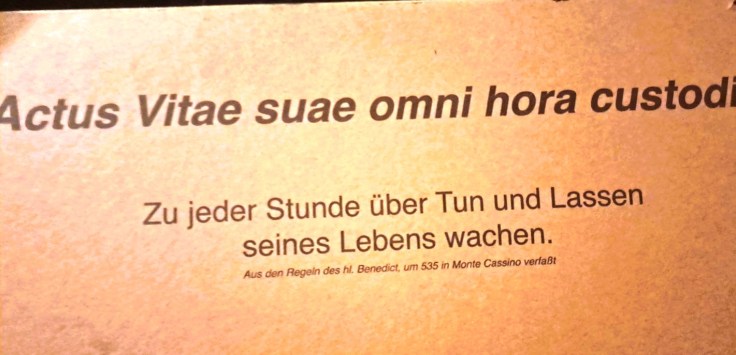 Actus Vitae suae omni hora custodi
Zu jeder Stunde über Tun und Lassen
seines Lebens wachen.
Aus den Regeln des hl. Benedict, um 535 in Monte Cassino verfaßt